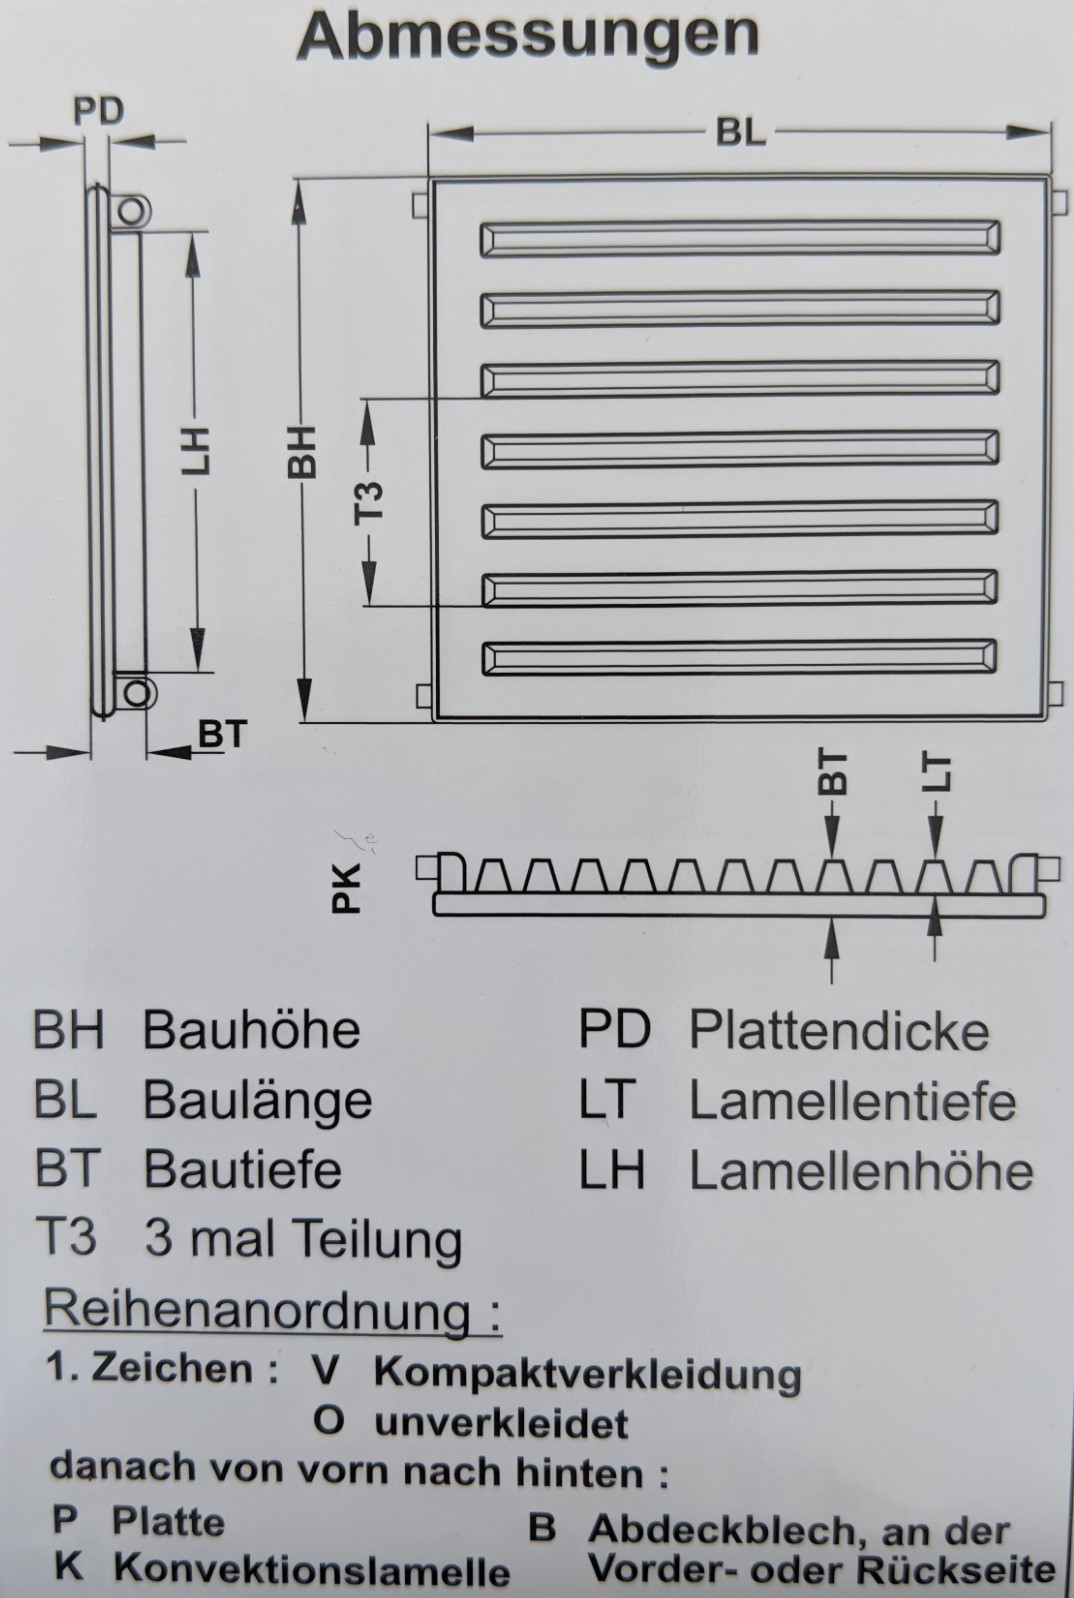 Abmessungen
PD
BL
LH
BH
T3
BT
BT
LT
PK
BH Bauhöhe
PD Plattendicke
BL Baulänge
LT Lamellentiefe
BT Bautiefe
LH Lamellenhöhe
T3 3 mal Teilung
Reihenanordnung :
1. Zeichen : V Kompaktverkleidung
O unverkleidet
danach von vorn nach hinten :
P Platte
B Abdeckblech, an der
K Konvektionslamelle
Vorder- oder Rückseite